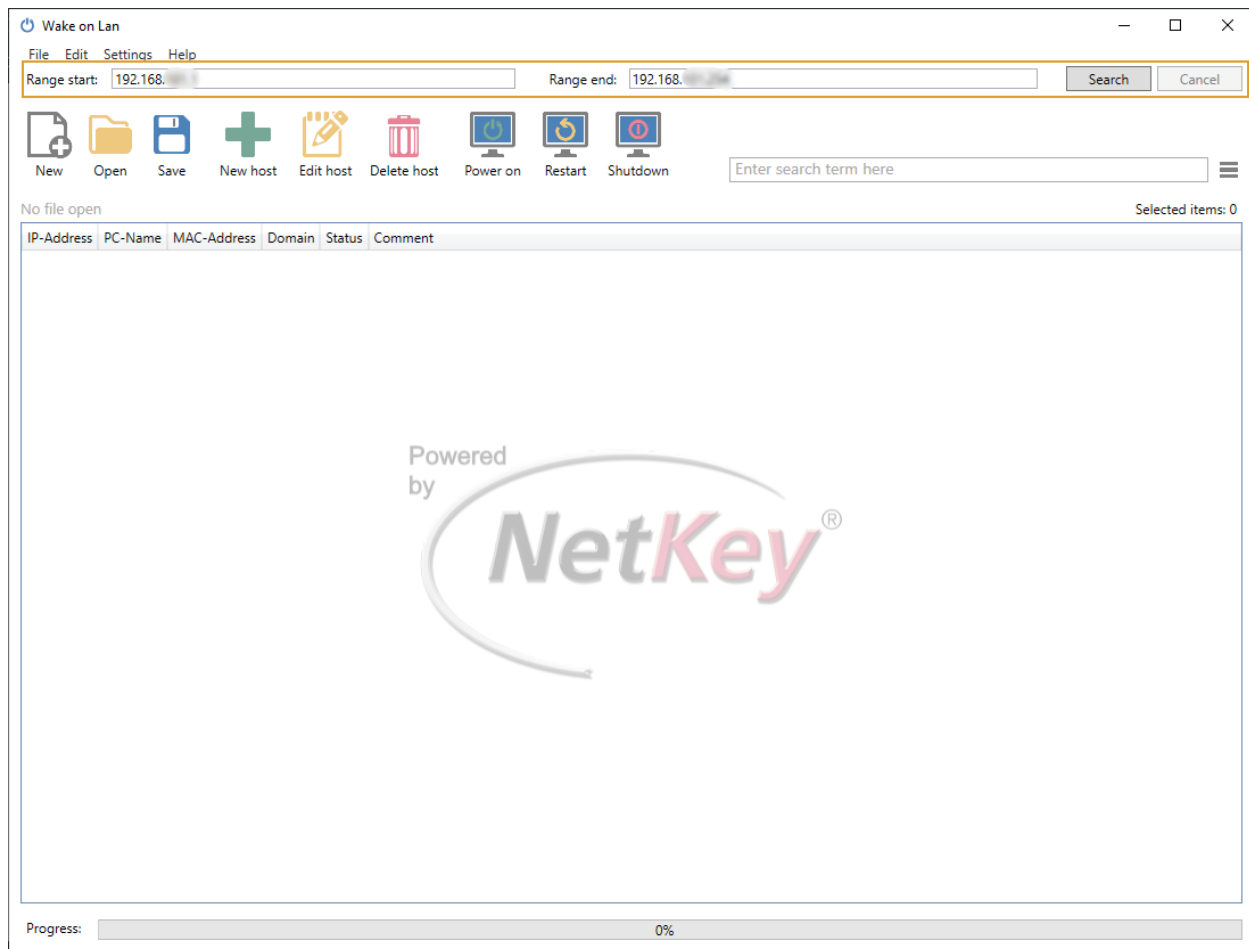 Wake on Lan
File Edit Settings Help
Range start: 192.168. Range end: 192.168. Search Cancel
New Open Save New host Edit host Delete host Power on Restart Shutdown Enter search term here
No file open Selected items: 0
IP-Address PC-Name MAC-Address Domain Status Comment
Powered
by
NetKey®
Progress: 0%